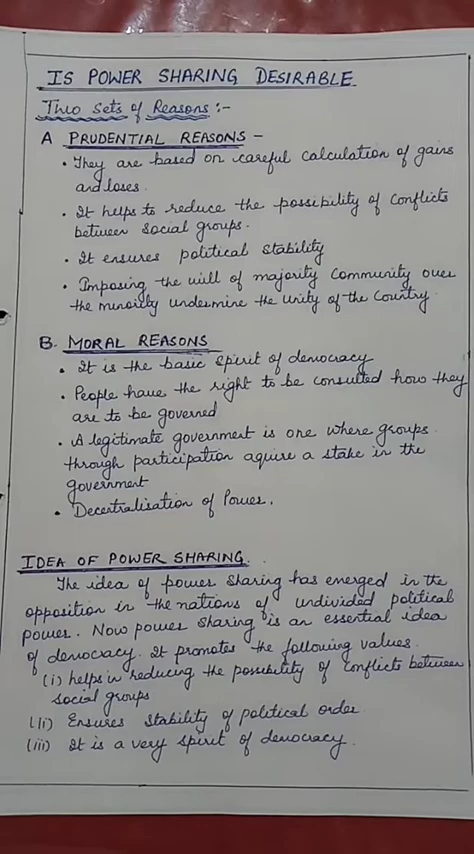 IS POWER SHARING DESIRABLE
Two Sets of Reasons :-
A PRUDENTIAL REASONS -
• They are based on careful calculation of gains
and loses.
• It helps to reduce the possibility of conflicts
between social groups.
• It ensures political stability
• Imposing the will of majority community over
the minority undermine the unity of the country.
B. MORAL REASONS
• It is the basic spirit of democracy
• People have the right to be consulted how they
are to be governed
• A legitimate government is one where groups
through participation aquire a stake in the
government
• Decentralisation of Power.
IDEA OF POWER SHARING.
The idea of power sharing has emerged in the
opposition in the nations of undivided political
power. Now power sharing is an essential idea
of democracy. It promotes the following values.
(i) helps in reducing the possibility of conflicts between
social groups
(ii) Ensures stability of political order
(iii) It is a very spirit of democracy.